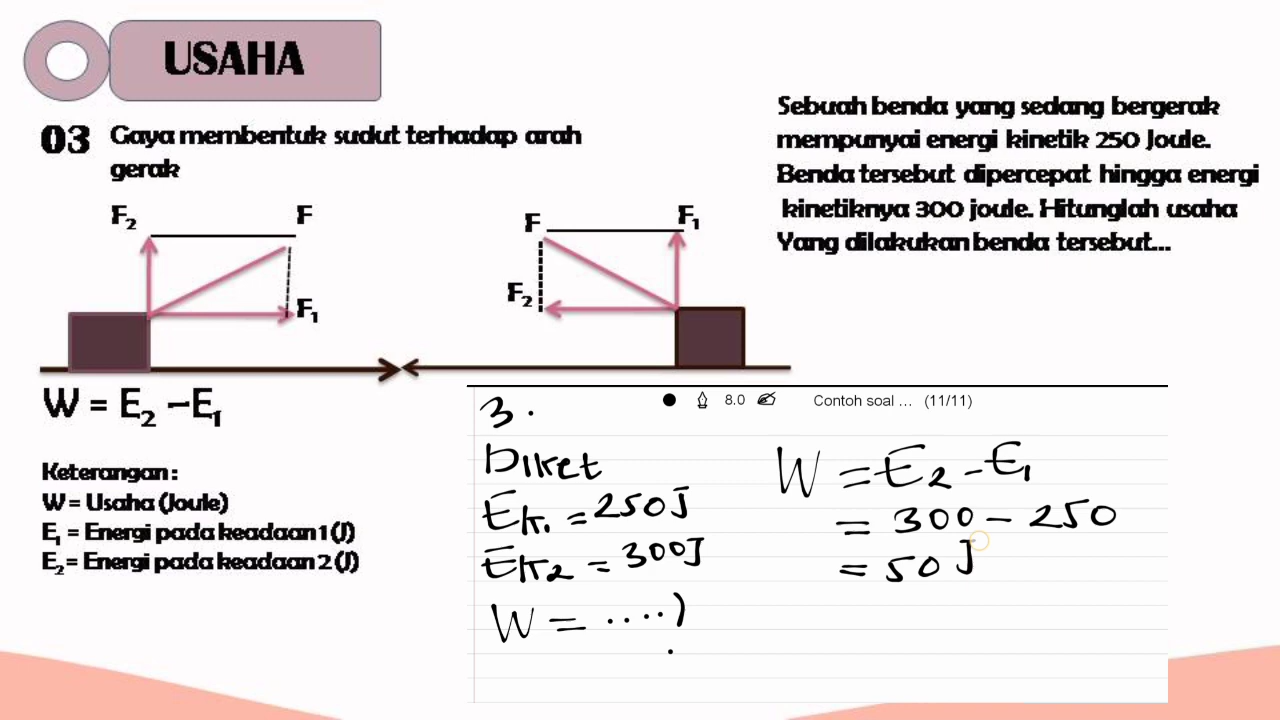 USAHA
03 Gaya membentuk sudut terhadap arah
gerak
F2 F
F1
F F1
F2
W = E2 –E1
Keterangan :
W = Usaha (Joule)
E1 = Energi pada keadaan 1 (J)
E2 = Energi pada keadaan 2 (J)
Sebuah benda yang sedang bergerak
mempunyai energi kinetik 250 Joule.
Benda tersebut dipercepat hingga energi
kinetiknya 300 joule. Hitunglah usaha
Yang dilakukan benda tersebut...
8.0 Contoh soal ... (11/11)
3.
Diket
Ek1 = 250 J
Ek2 = 300 J
W = ....?
W = E2 - E1
= 300 - 250
= 50 J